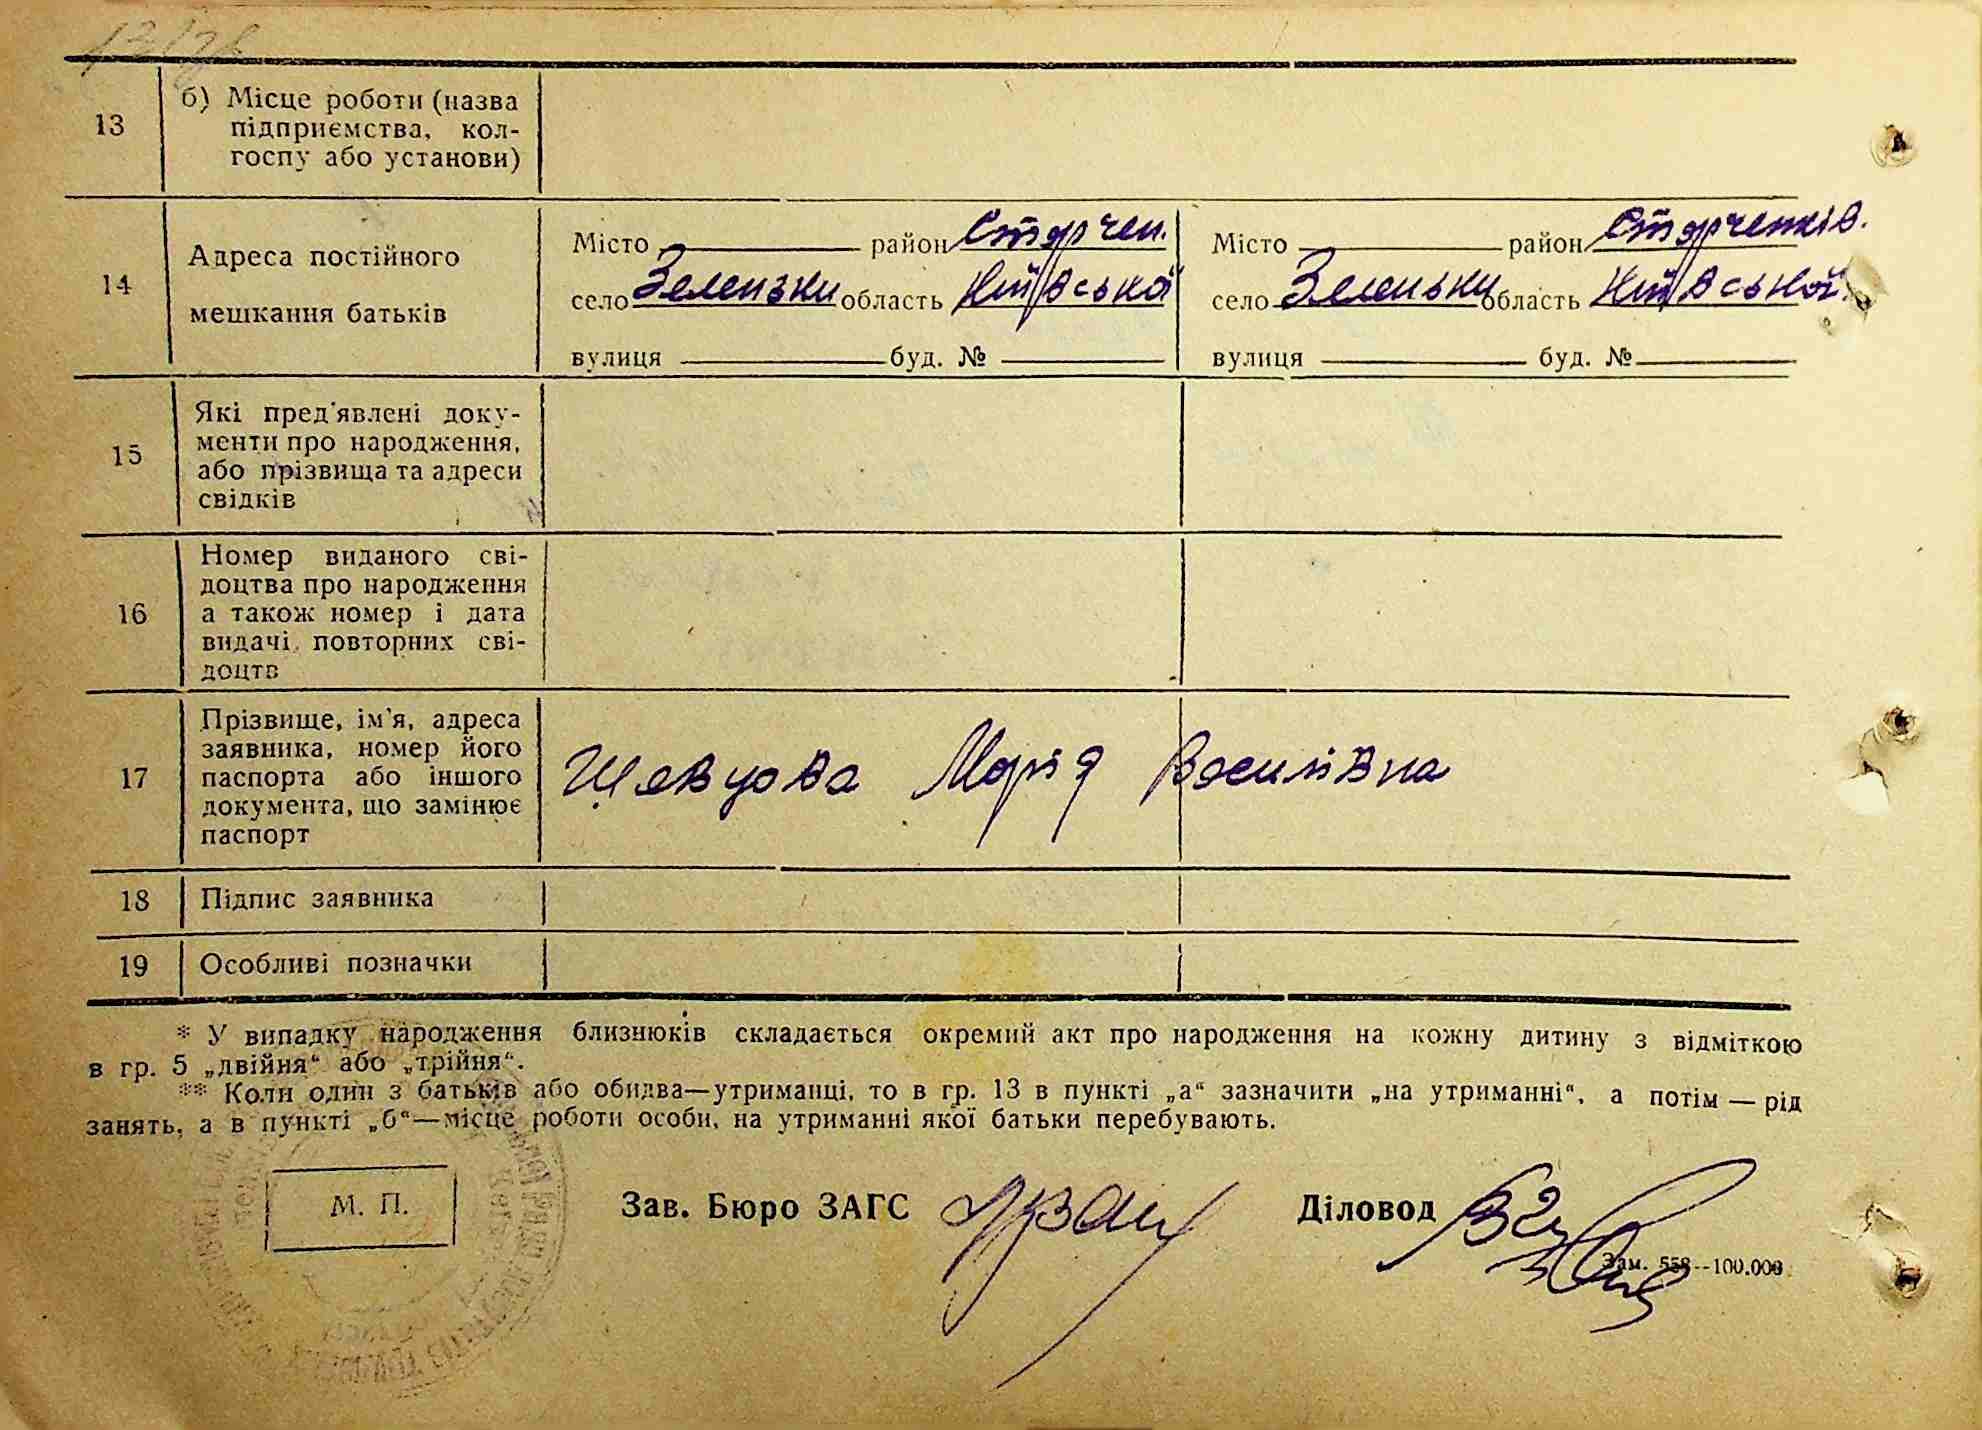 13 б) Місце роботи (назва
підприємства, кол-
госпу або установи)
14 Адреса постійного
мешкання батьків
Місто район Старчен.
село Зеленьки область Київської
вулиця буд. №
Місто район Старченків.
село Зеленьки область Київської
вулиця буд. №
15 Які пред'явлені доку-
менти про народження,
або прізвища та адреси
свідків
16 Номер виданого сві-
доцтва про народження
а також номер і дата
видачі повторних сві-
доцтв
17 Прізвище, ім'я, адреса
заявника, номер його
паспорта або іншого
документа, що замінює
паспорт
Шевцова Марія Василівна
18 Підпис заявника
19 Особливі позначки
* У випадку народження близнюків складається окремий акт про народження на кожну дитину з відміткою
в гр. 5 „двійня“ або „трійня“.
** Коли один з батьків або обидва—утриманці, то в гр. 13 в пункті „а“ зазначити „на утриманні“, а потім — рід
занять, а в пункті „б“—місце роботи особи, на утриманні якої батьки перебувають.
М. П.
Зав. Бюро ЗАГС
Діловод
Зам. 558--100.000